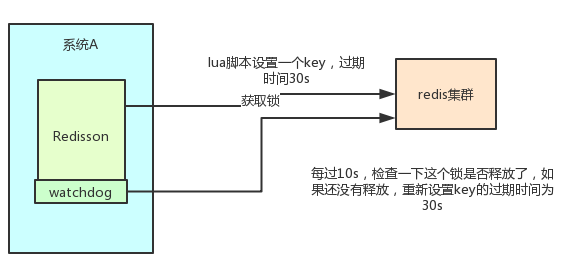 系统A
lua脚本设置一个key，过期
时间30s
获取锁
redis集群
Redisson
watchdog
每过10s，检查一下这个锁是否释放了，如
果还没有释放，重新设置key的过期时间为
30s